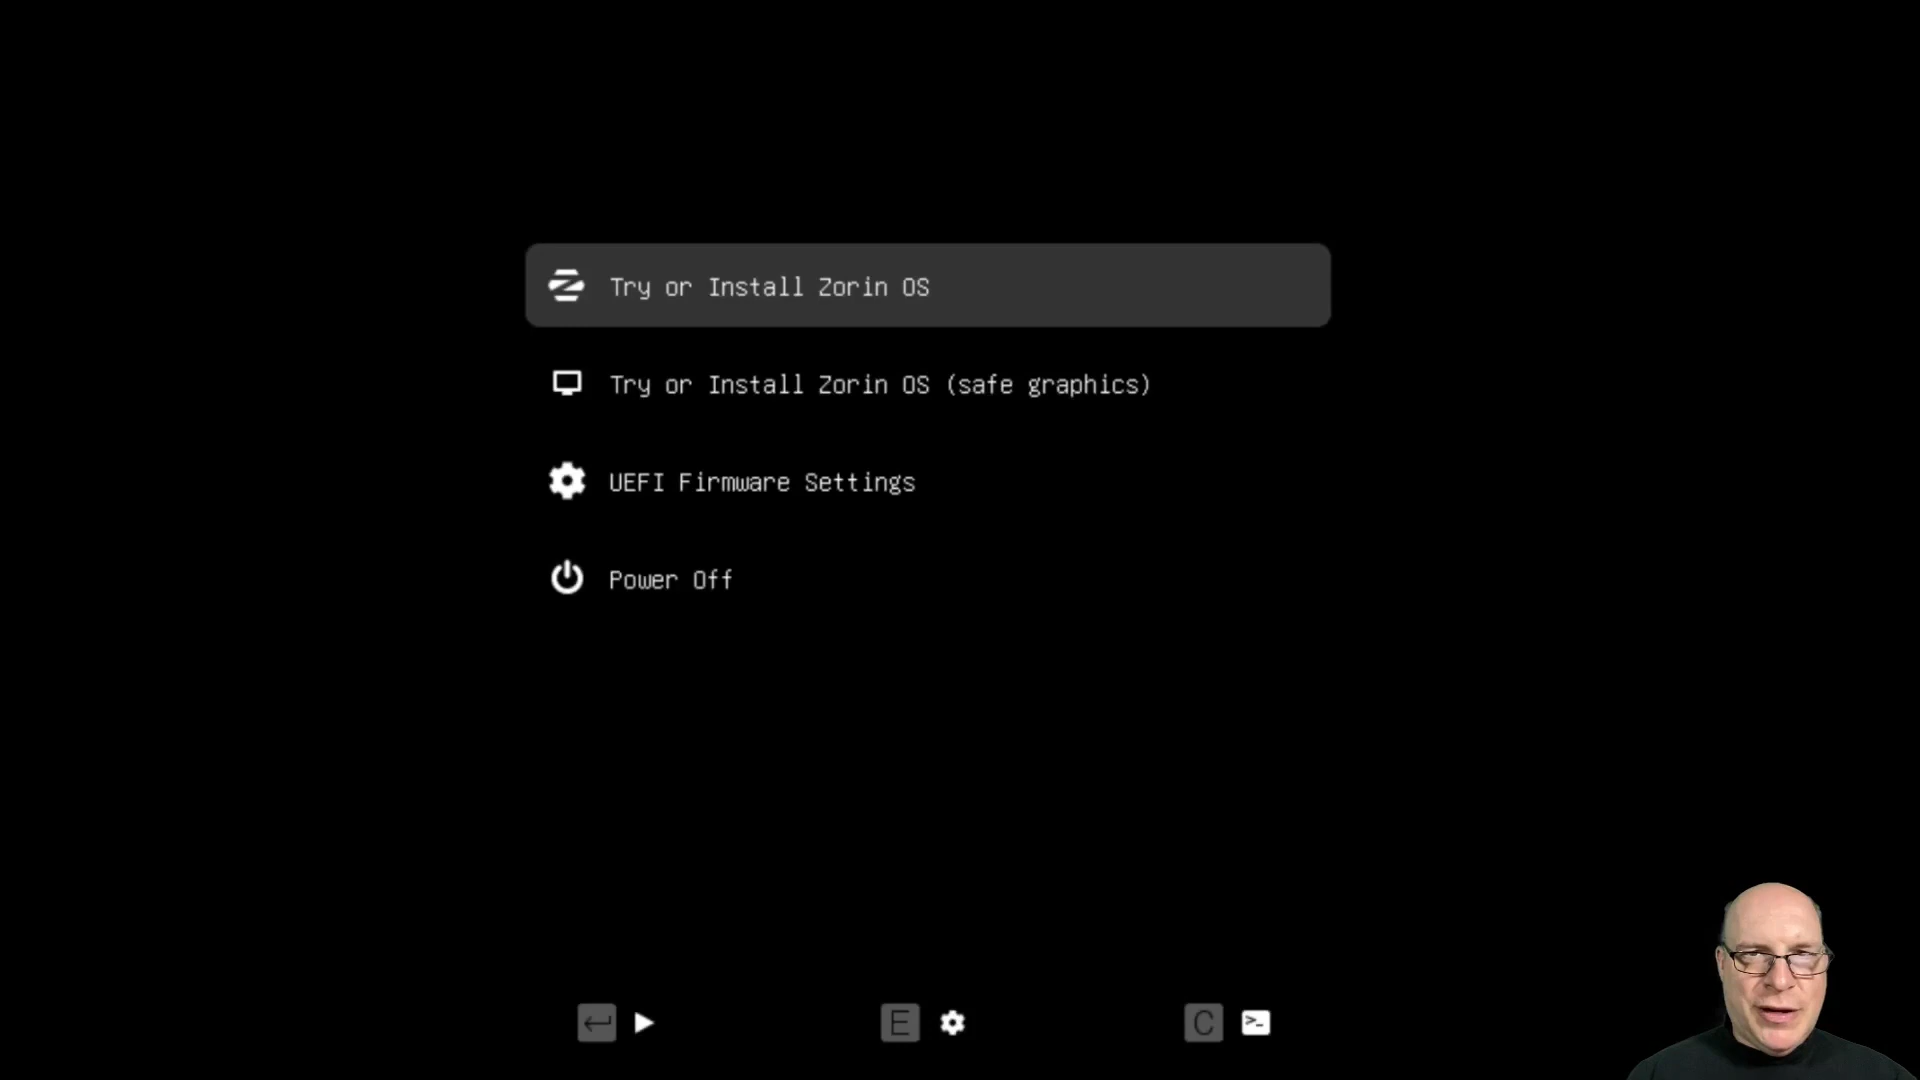 Try or Install Zorin OS
Try or Install Zorin OS (safe graphics)
UEFI Firmware Settings
Power Off
E
C
>_